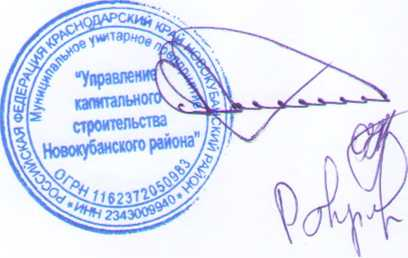 РОССИЙСКАЯ ФЕДЕРАЦИЯ КРАСНОДАРСКИЙ КРАЙ НОВОКУБАНСКИЙ РАЙОН
Муниципальное унитарное предприятие
"Управление
капитального
строительства
Новокубанского района"
ОГРН 1162372050983
* ИНН 2343009940 *